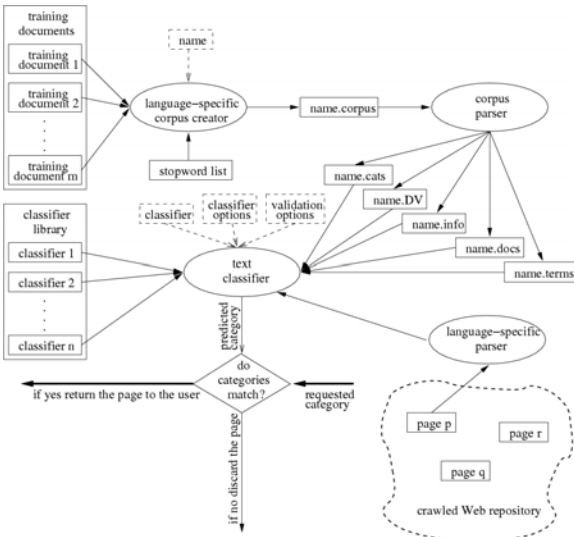 training
documents
training
document 1
training
document 2
training
document m
name
language-specific
corpus creator
stopword list
name.corpus
corpus
parser
name.cats
name.DV
name.info
name.docs
name.terms
classifier
library
classifier 1
classifier 2
classifier n
classifier
classifier
options
validation
options
text
classifier
predicted
category
language-specific
parser
do
categories
match?
if yes return the page to the user
requested
category
if no discard the page
page p
page r
page q
crawled Web repository